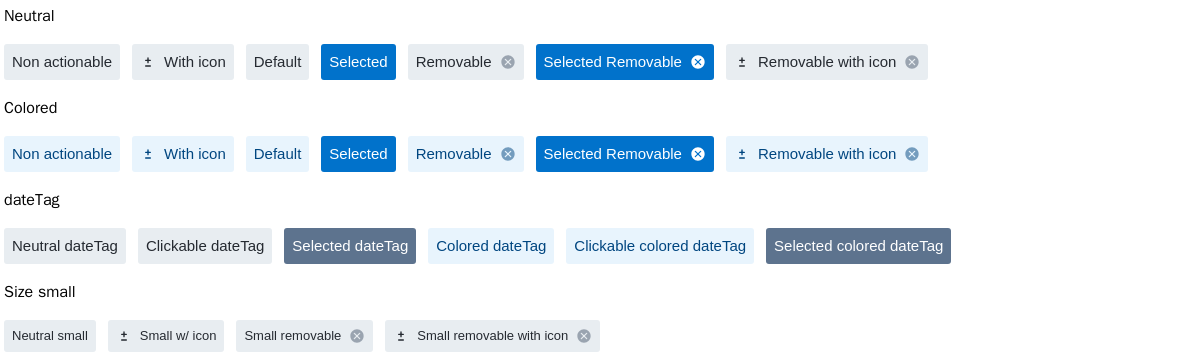 Neutral
Non actionable ± With icon Default Selected Removable Selected Removable ± Removable with icon
Colored
Non actionable ± With icon Default Selected Removable Selected Removable ± Removable with icon
dateTag
Neutral dateTag Clickable dateTag Selected dateTag Colored dateTag Clickable colored dateTag Selected colored dateTag
Size small
Neutral small ± Small w/ icon Small removable ± Small removable with icon